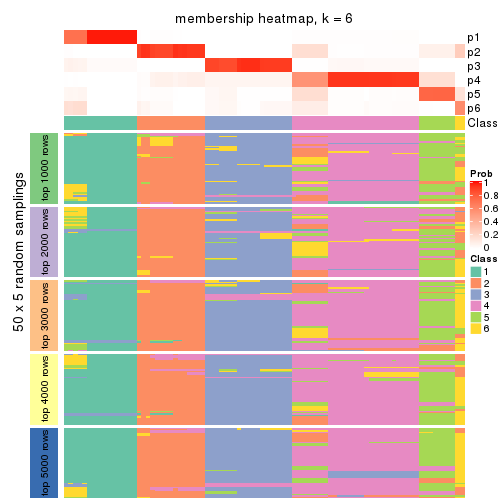 membership heatmap, k = 6
p1
p2
p3
p4
p5
p6
Class
50 x 5 random samplings
top 1000 rows
top 2000 rows
top 3000 rows
top 4000 rows
top 5000 rows
Prob
1
0.8
0.6
0.4
0.2
0
Class
1
2
3
4
5
6